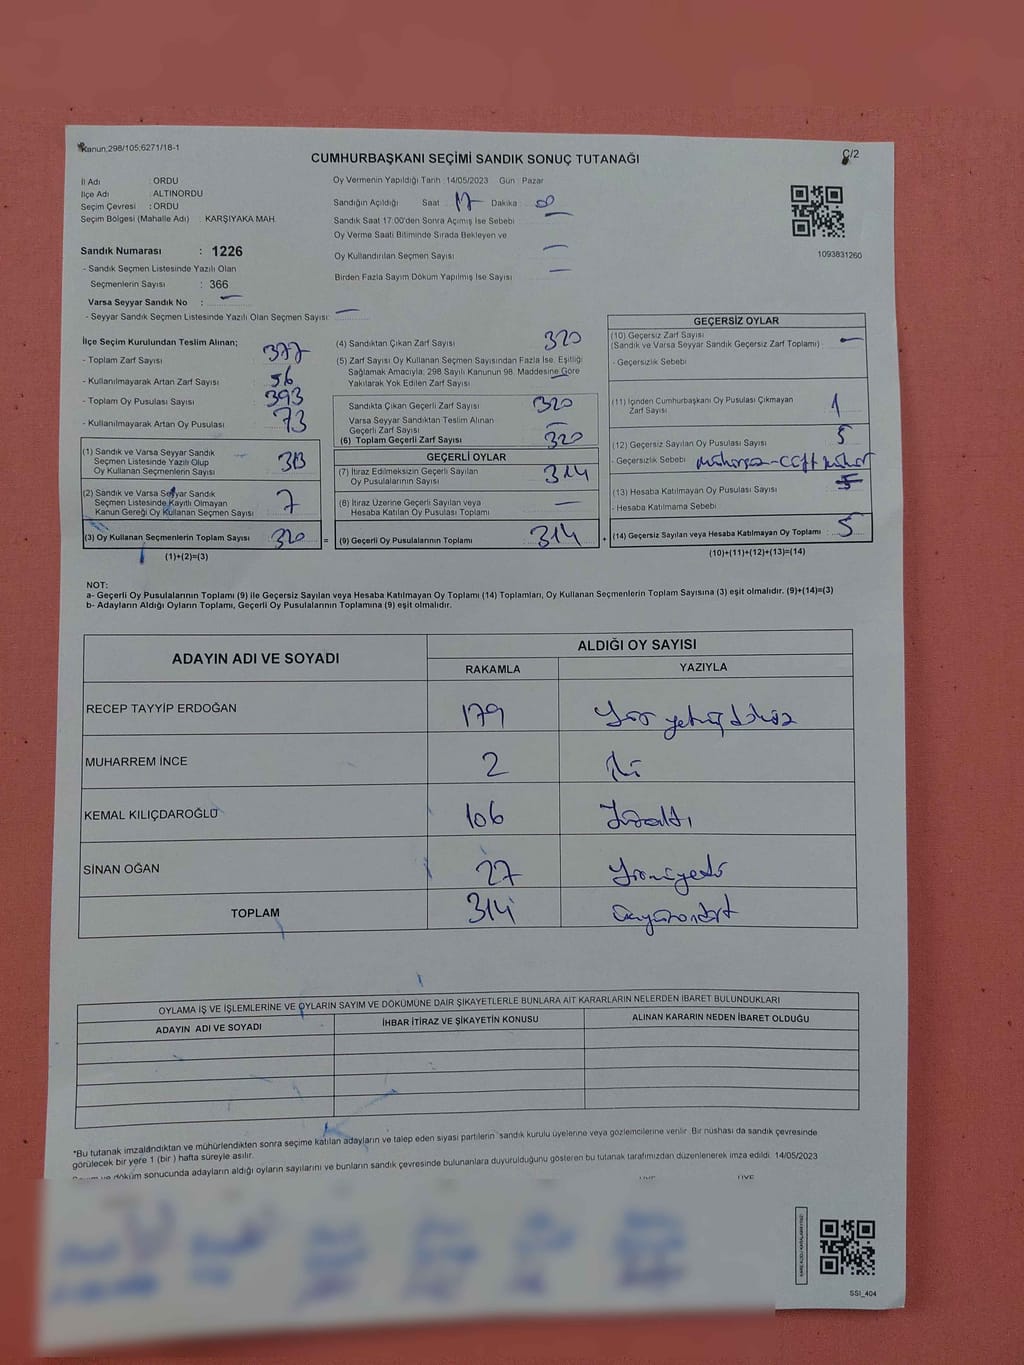 Kanun:298/105;6271/18-1
CUMHURBAŞKANI SEÇİMİ SANDIK SONUÇ TUTANAĞI
Ç/2
İl Adı : ORDU
İlçe Adı : ALTINORDU
Seçim Çevresi : ORDU
Seçim Bölgesi (Mahalle Adı) : KARŞIYAKA MAH.
Sandık Numarası : 1226
- Sandık Seçmen Listesinde Yazılı Olan
Seçmenlerin Sayısı : 366
Varsa Seyyar Sandık No : —
- Seyyar Sandık Seçmen Listesinde Yazılı Olan Seçmen Sayısı: —
Oy Vermenin Yapıldığı Tarih : 14/05/2023 Gün : Pazar
Sandığın Açıldığı Saat : 17 Dakika : 00
Sandık Saat 17:00'den Sonra Açılmış İse Sebebi —
Oy Verme Saati Bitiminde Sırada Bekleyen ve
Oy Kullandırılan Seçmen Sayısı —
Birden Fazla Sayım Döküm Yapılmış İse Sayısı —
1093831260
İlçe Seçim Kurulundan Teslim Alınan;
- Toplam Zarf Sayısı 377
- Kullanılmayarak Artan Zarf Sayısı 56
- Toplam Oy Pusulası Sayısı 393
- Kullanılmayarak Artan Oy Pusulası 73
(1) Sandık ve Varsa Seyyar Sandık
Seçmen Listesinde Yazılı Olup
Oy Kullanan Seçmenlerin Sayısı 313
(2) Sandık ve Varsa Seyyar Sandık
Seçmen Listesinde Kayıtlı Olmayan
Kanun Gereği Oy Kullanan Seçmen Sayısı 7
(3) Oy Kullanan Seçmenlerin Toplam Sayısı 320 =
(1)+(2)=(3)
(4) Sandıktan Çıkan Zarf Sayısı 320
(5) Zarf Sayısı Oy Kullanan Seçmen Sayısından Fazla İse, Eşitliği
Sağlamak Amacıyla; 298 Sayılı Kanunun 98. Maddesine Göre
Yakılarak Yok Edilen Zarf Sayısı —
Sandıkta Çıkan Geçerli Zarf Sayısı 320
Varsa Seyyar Sandıktan Teslim Alınan
Geçerli Zarf Sayısı —
(6) Toplam Geçerli Zarf Sayısı 320
GEÇERLİ OYLAR
(7) İtiraz Edilmeksizin Geçerli Sayılan
Oy Pusulalarının Sayısı 314
(8) İtiraz Üzerine Geçerli Sayılan veya
Hesaba Katılan Oy Pusulası Toplamı —
(9) Geçerli Oy Pusulalarının Toplamı 314 +
GEÇERSİZ OYLAR
(10) Geçersiz Zarf Sayısı
(Sandık ve Varsa Seyyar Sandık Geçersiz Zarf Toplamı) —
- Geçersizlik Sebebi
(11) İçinden Cumhurbaşkanı Oy Pusulası Çıkmayan
Zarf Sayısı 1
(12) Geçersiz Sayılan Oy Pusulası Sayısı 5
- Geçersizlik Sebebi mühürsüz-çift mühür
(13) Hesaba Katılmayan Oy Pusulası Sayısı
- Hesaba Katılmama Sebebi
(14) Geçersiz Sayılan veya Hesaba Katılmayan Oy Toplamı : 5
(10)+(11)+(12)+(13)=(14)
NOT:
a- Geçerli Oy Pusulalarının Toplamı (9) ile Geçersiz Sayılan veya Hesaba Katılmayan Oy Toplamı (14) Toplamları, Oy Kullanan Seçmenlerin Toplam Sayısına (3) eşit olmalıdır. (9)+(14)=(3)
b- Adayların Aldığı Oyların Toplamı, Geçerli Oy Pusulalarının Toplamına (9) eşit olmalıdır.
ADAYIN ADI VE SOYADI
ALDIĞI OY SAYISI
RAKAMLA YAZIYLA
RECEP TAYYİP ERDOĞAN 179 Yüz yetmiş dokuz
MUHARREM İNCE 2 iki
KEMAL KILIÇDAROĞLU 106 Yüzaltı
SİNAN OĞAN 27 Yirmiyedi
TOPLAM 314 üçyüzondört
OYLAMA İŞ VE İŞLEMLERİNE VE OYLARIN SAYIM VE DÖKÜMÜNE DAİR ŞİKAYETLERLE BUNLARA AİT KARARLARIN NELERDEN İBARET BULUNDUKLARI
ADAYIN ADI VE SOYADI İHBAR İTİRAZ VE ŞİKAYETİN KONUSU ALINAN KARARIN NEDEN İBARET OLDUĞU
*Bu tutanak imzalandıktan ve mühürlendikten sonra seçime katılan adayların ve talep eden siyasi partilerin sandık kurulu üyelerine veya gözlemcilerine verilir. Bir nüshası da sandık çevresinde
görülecek bir yere 1 (bir) hafta süreyle asılır.
döküm sonucunda adayların aldığı oyların sayılarını ve bunların sandık çevresinde bulunanlara duyurulduğunu gösteren bu tutanak tarafımızdan düzenlenerek imza edildi. 14/05/2023
SSI_404